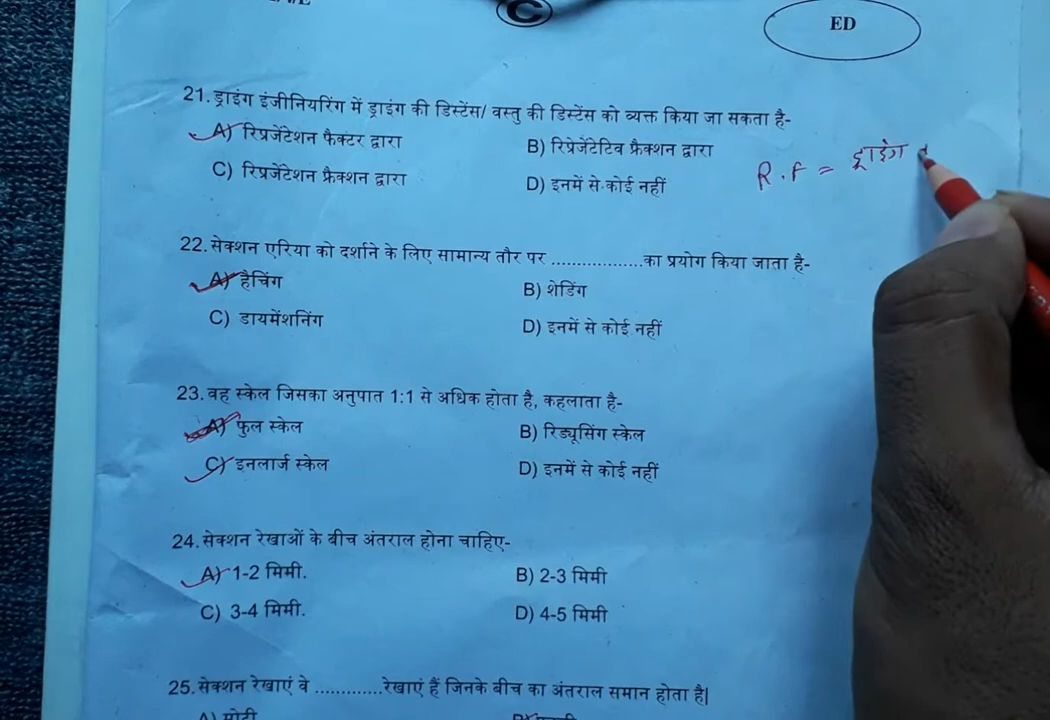 C
ED
21. ड्राइंग इंजीनियरिंग में ड्राइंग की डिस्टेंस/ वस्तु की डिस्टेंस को व्यक्त किया जा सकता है-
A) रिप्रजेंटेशन फैक्टर द्वारा
B) रिप्रेजेंटेटिव फ्रैक्शन द्वारा
C) रिप्रजेंटेशन फ्रैक्शन द्वारा
D) इनमें से कोई नहीं
R.F = ड्राइंग
22. सेक्शन एरिया को दर्शाने के लिए सामान्य तौर पर .................का प्रयोग किया जाता है-
A) हैचिंग
B) शेडिंग
C) डायमेंशनिंग
D) इनमें से कोई नहीं
23. वह स्केल जिसका अनुपात 1:1 से अधिक होता है, कहलाता है-
A) फुल स्केल
B) रिड्यूसिंग स्केल
C) इनलार्ज स्केल
D) इनमें से कोई नहीं
24. सेक्शन रेखाओं के बीच अंतराल होना चाहिए-
A) 1-2 मिमी.
B) 2-3 मिमी
C) 3-4 मिमी.
D) 4-5 मिमी
25. सेक्शन रेखाएं वे .............रेखाएं हैं जिनके बीच का अंतराल समान होता है|
A) मोटी